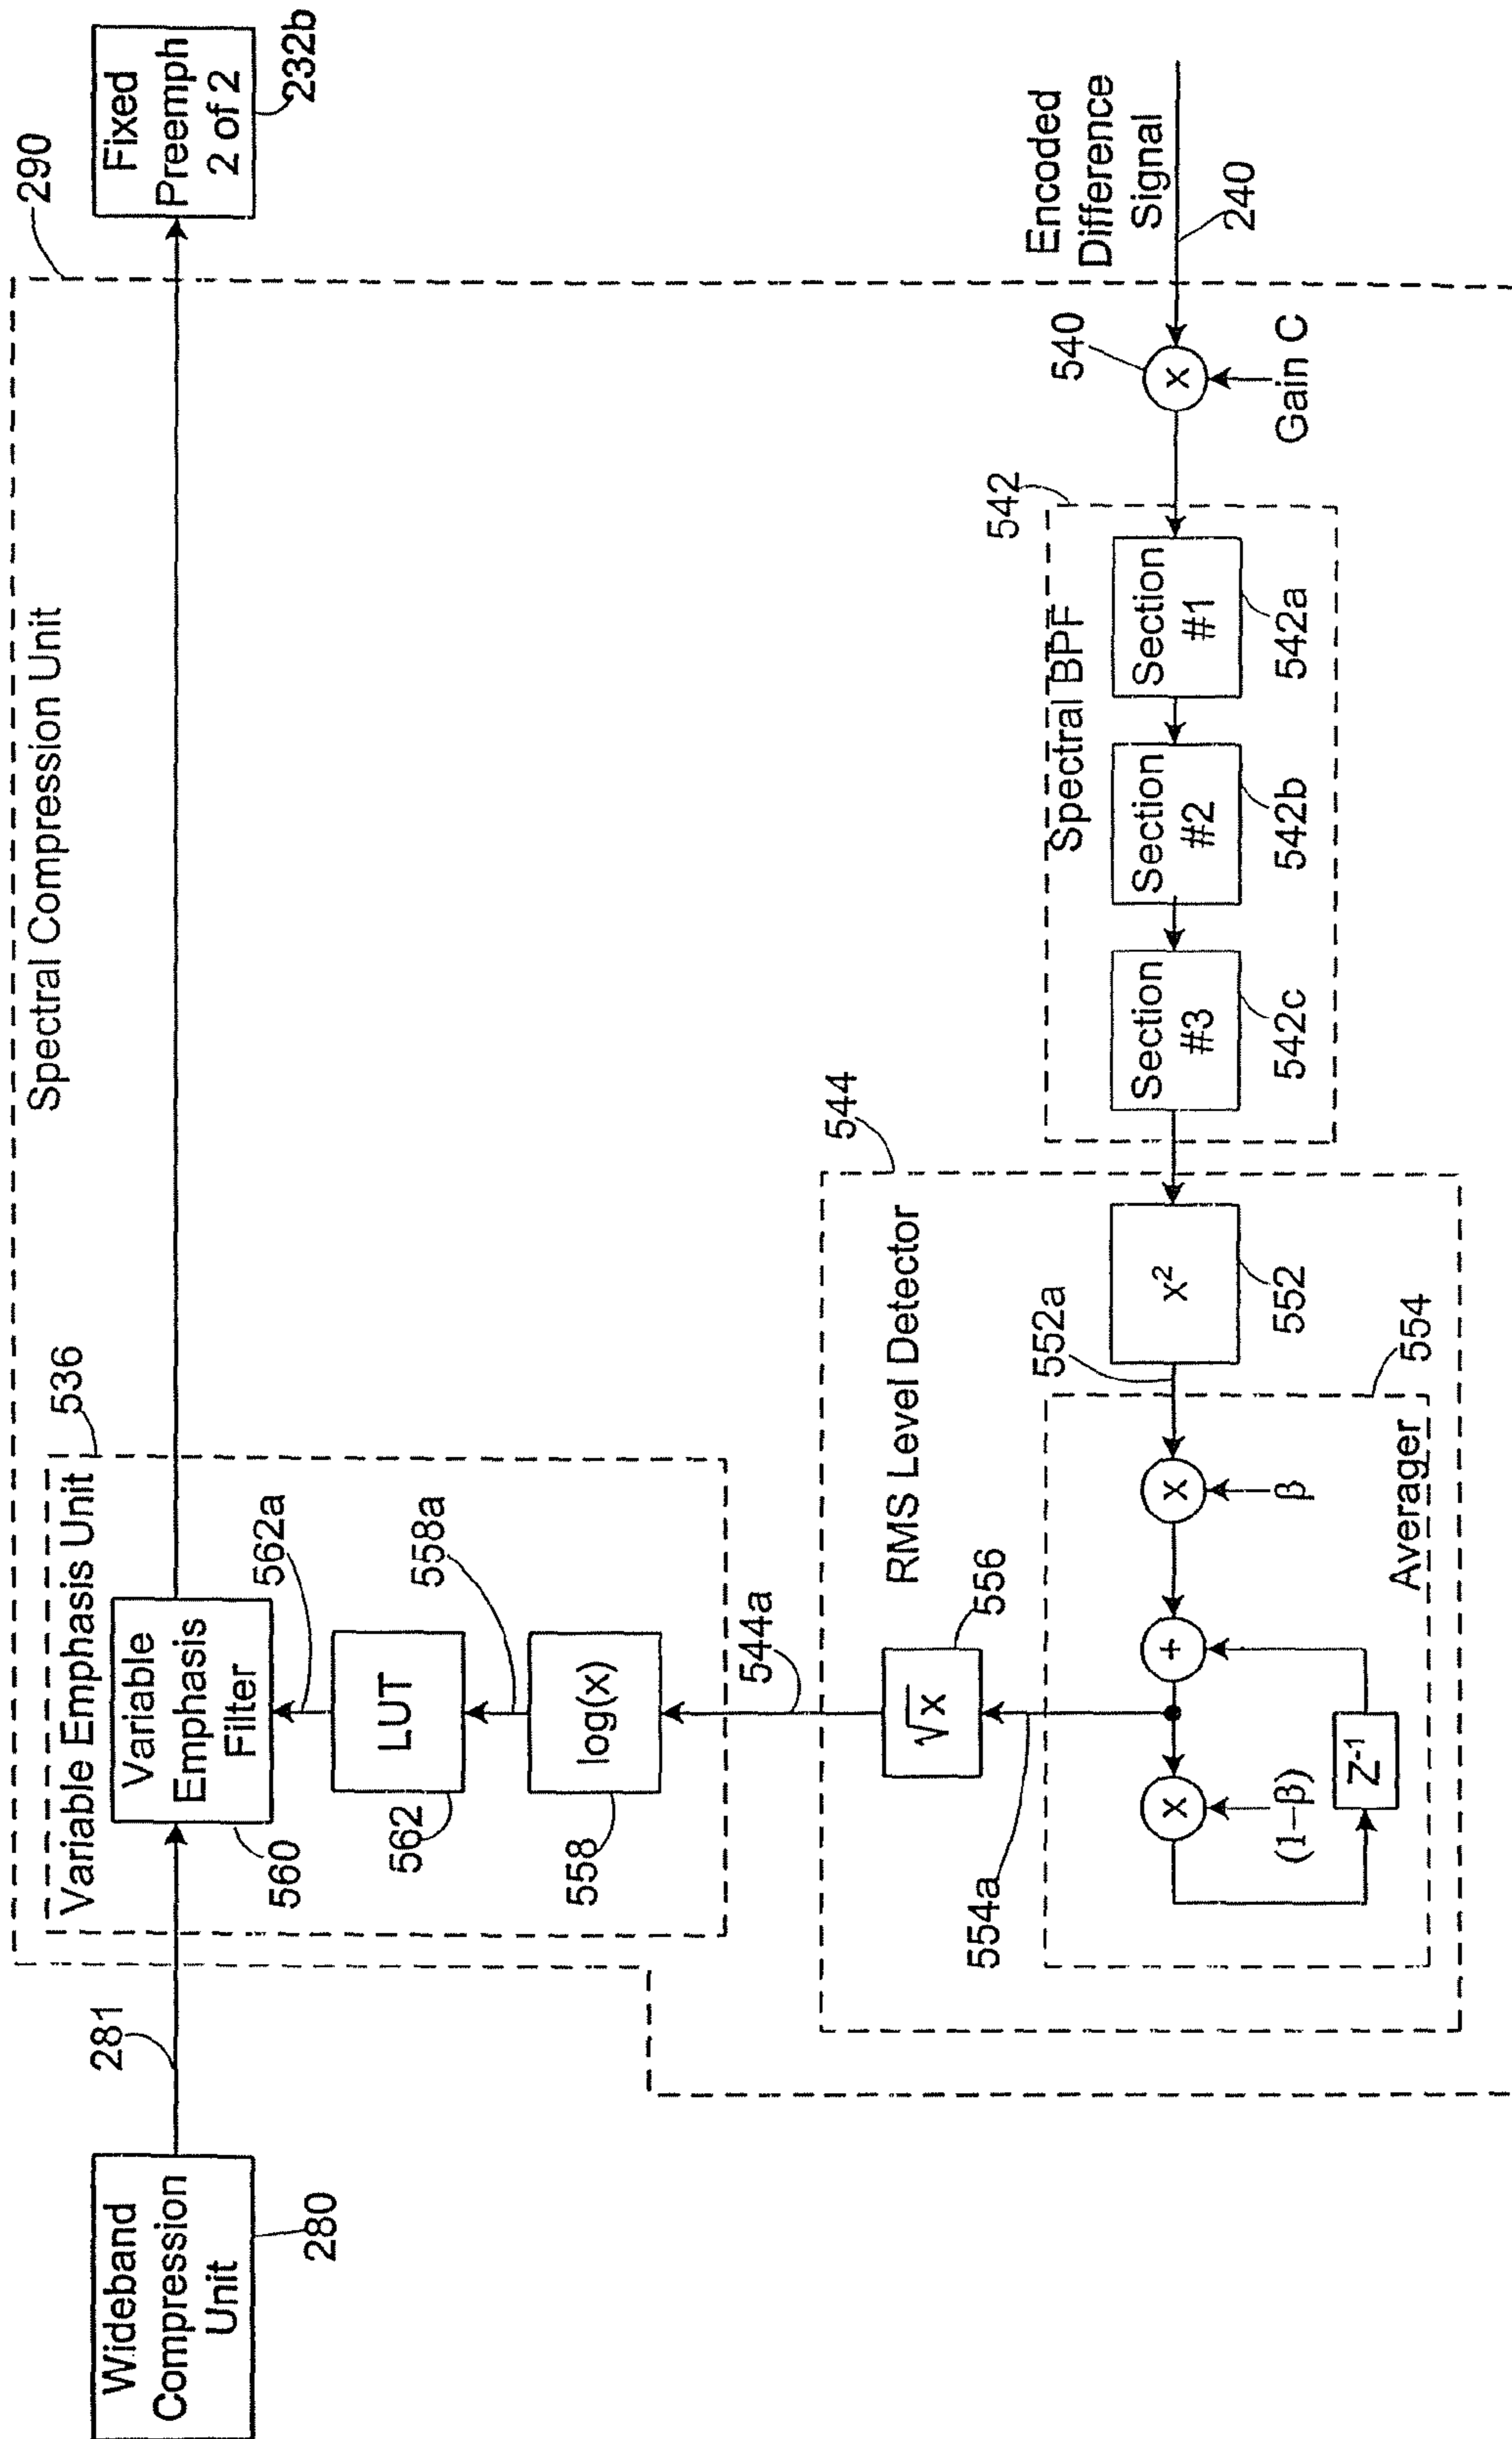 290
Spectral Compression Unit
Wideband
Compression
Unit
280
281
Variable Emphasis Unit
536
Variable
Emphasis
Filter
560
562a
LUT
562
558a
log(x)
558
544a
Fixed
Preemph
2 of 2
232b
544
RMS Level Detector
√x
556
554a
552a
x²
552
554
Averager
X
β
+
X
(1–β)
Z⁻¹
542
Spectral BPF
Section
#3
542c
Section
#2
542b
Section
#1
542a
540
X
Gain C
Encoded
Difference
Signal
240